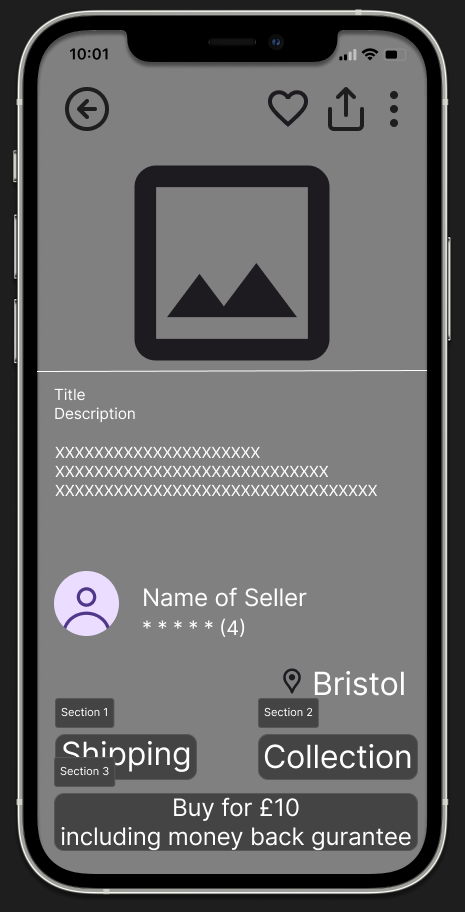 10:01
Title
Description
XXXXXXXXXXXXXXXXXXXXX
XXXXXXXXXXXXXXXXXXXXXXXXXXXX
XXXXXXXXXXXXXXXXXXXXXXXXXXXXXXXXX
Name of Seller
* * * * * (4)
Bristol
Section 1
Section 2
Shipping
Collection
Section 3
Buy for £10
including money back gurantee